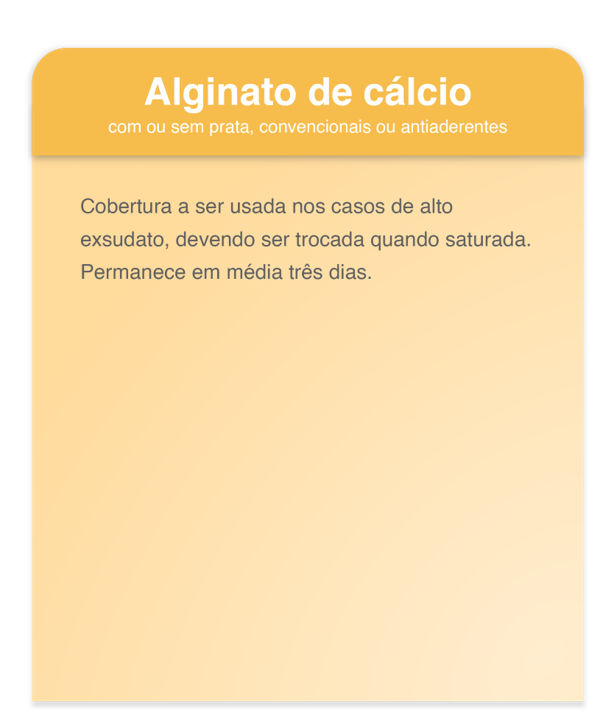 Alginato de cálcio
com ou sem prata, convencionais ou antiaderentes
Cobertura a ser usada nos casos de alto
exsudato, devendo ser trocada quando saturada.
Permanece em média três dias.